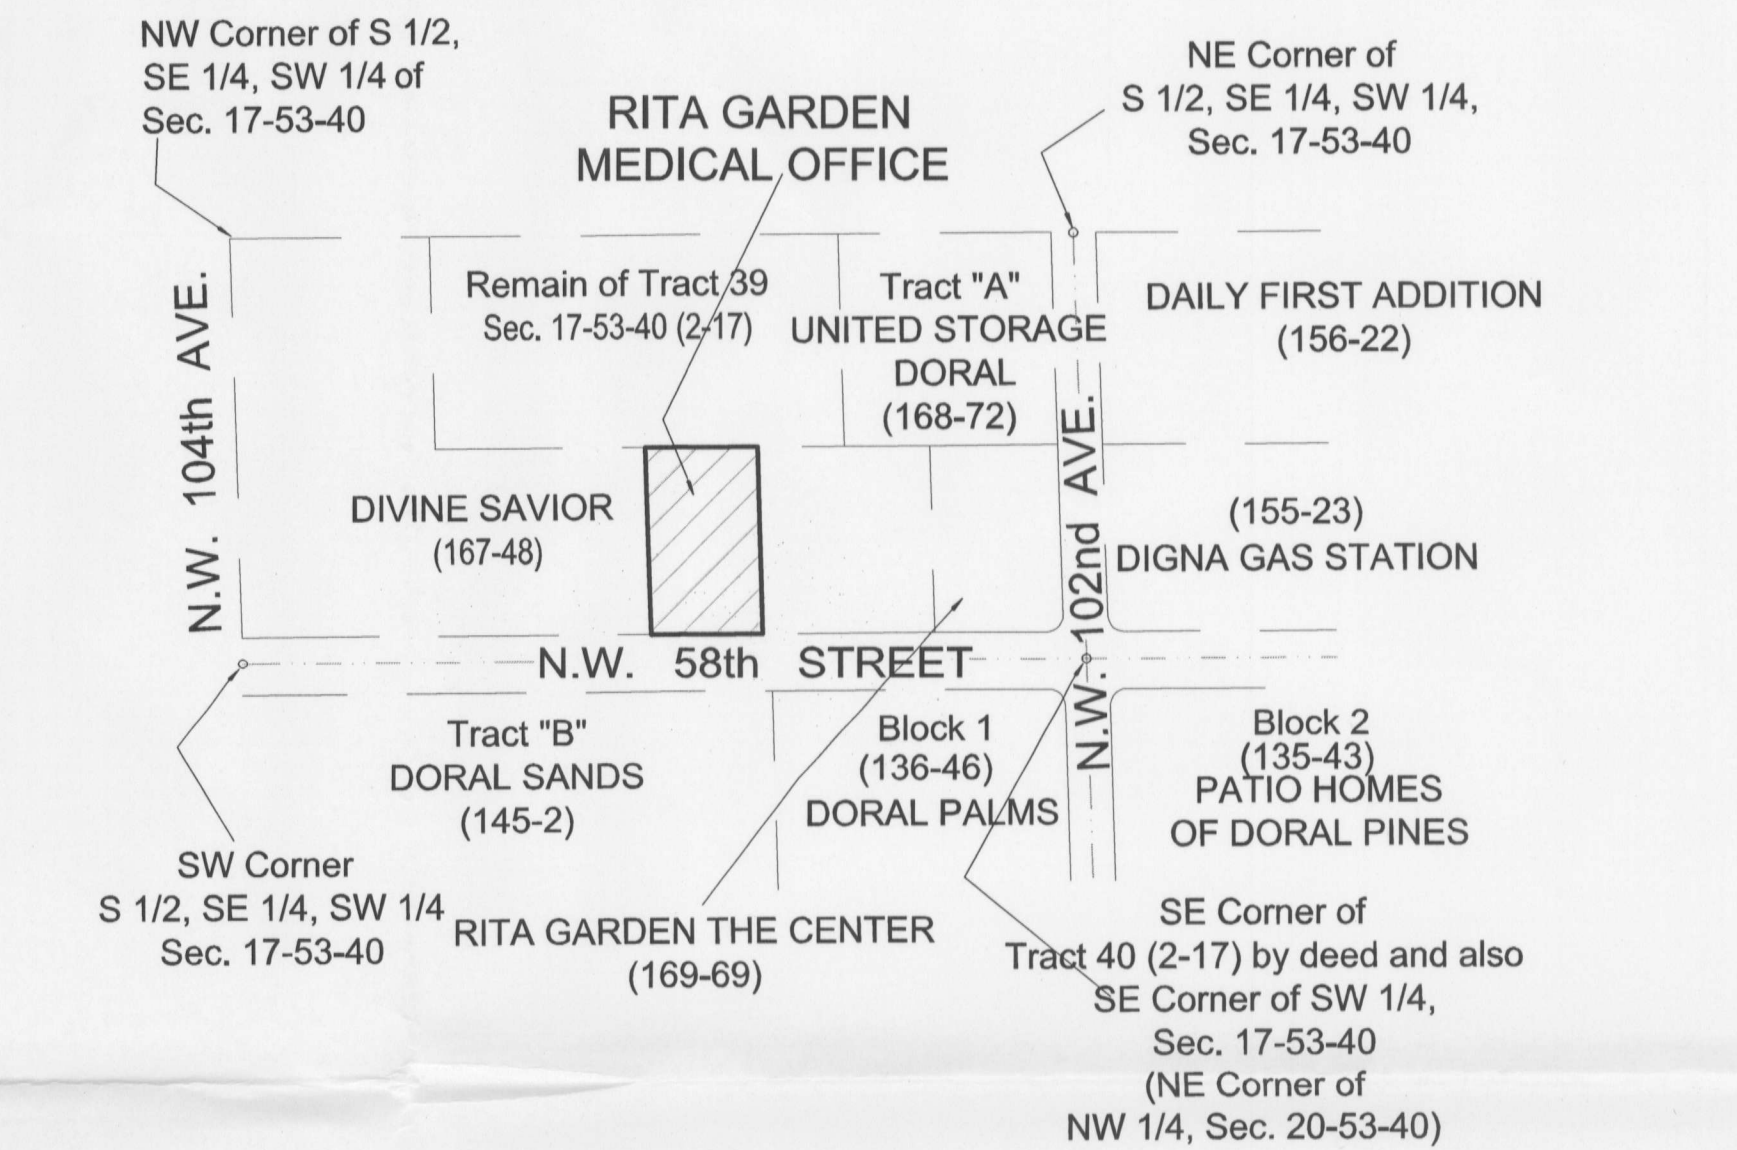 NW Corner of S 1/2,
SE 1/4, SW 1/4 of
Sec. 17-53-40
RITA GARDEN
MEDICAL OFFICE
NE Corner of
S 1/2, SE 1/4, SW 1/4,
Sec. 17-53-40
N.W. 104th AVE.
Remain of Tract 39
Sec. 17-53-40 (2-17)
Tract "A"
UNITED STORAGE
DORAL
(168-72)
DAILY FIRST ADDITION
(156-22)
DIVINE SAVIOR
(167-48)
N.W. 102nd AVE.
(155-23)
DIGNA GAS STATION
N.W. 58th STREET
Tract "B"
DORAL SANDS
(145-2)
Block 1
(136-46)
DORAL PALMS
Block 2
(135-43)
PATIO HOMES
OF DORAL PINES
SW Corner
S 1/2, SE 1/4, SW 1/4
Sec. 17-53-40
RITA GARDEN THE CENTER
(169-69)
SE Corner of
Tract 40 (2-17) by deed and also
SE Corner of SW 1/4,
Sec. 17-53-40
(NE Corner of
NW 1/4, Sec. 20-53-40)